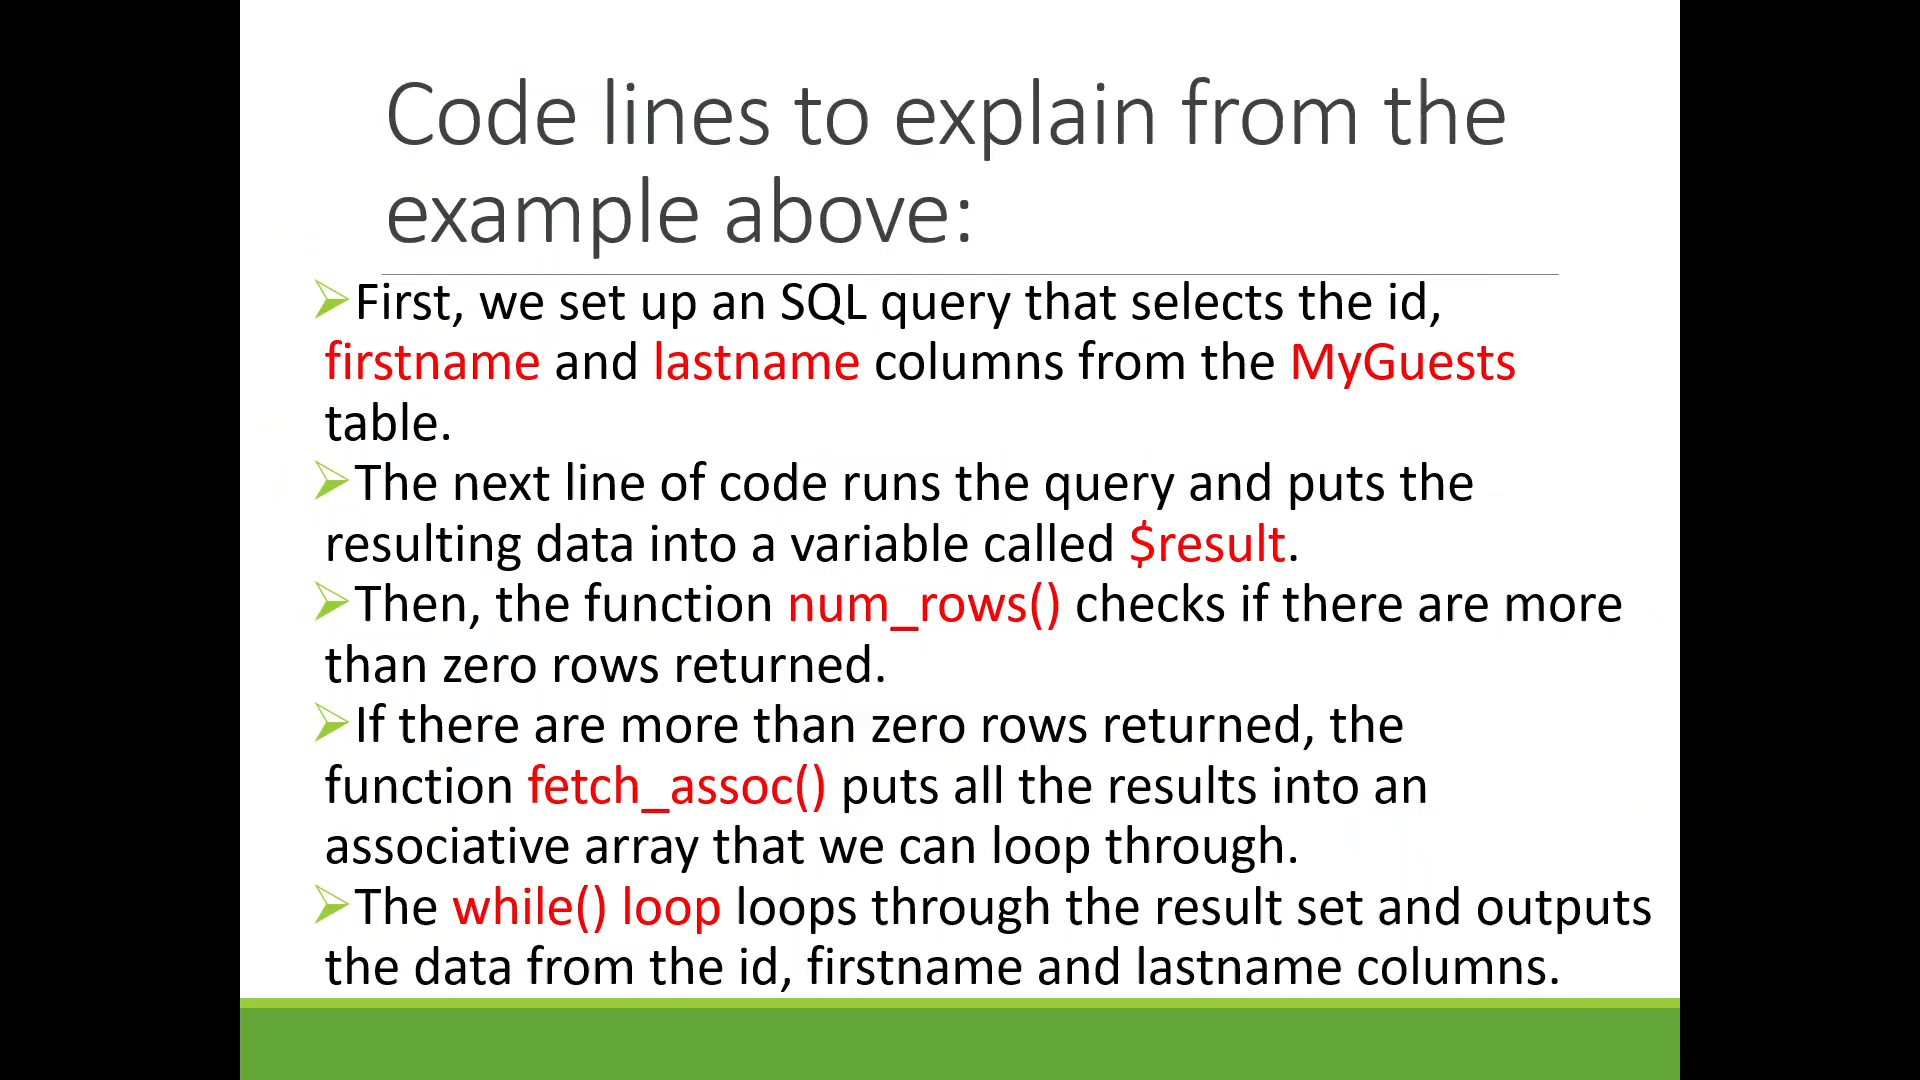 Code lines to explain from the
example above:
First, we set up an SQL query that selects the id,
firstname and lastname columns from the MyGuests
table.
The next line of code runs the query and puts the
resulting data into a variable called $result.
Then, the function num_rows() checks if there are more
than zero rows returned.
If there are more than zero rows returned, the
function fetch_assoc() puts all the results into an
associative array that we can loop through.
The while() loop loops through the result set and outputs
the data from the id, firstname and lastname columns.